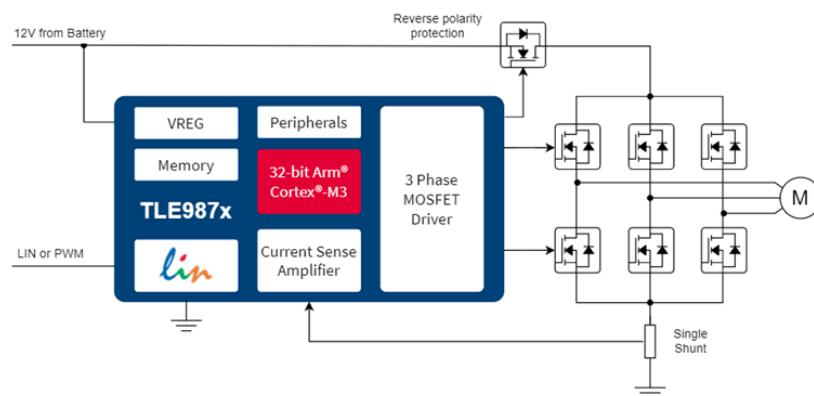 Reverse polarity
protection
12V from Battery
VREG
Peripherals
Memory
32-bit Arm®
Cortex®-M3
3 Phase
MOSFET
Driver
TLE987x
M
LIN or PWM
lin
Current Sense
Amplifier
Single
Shunt